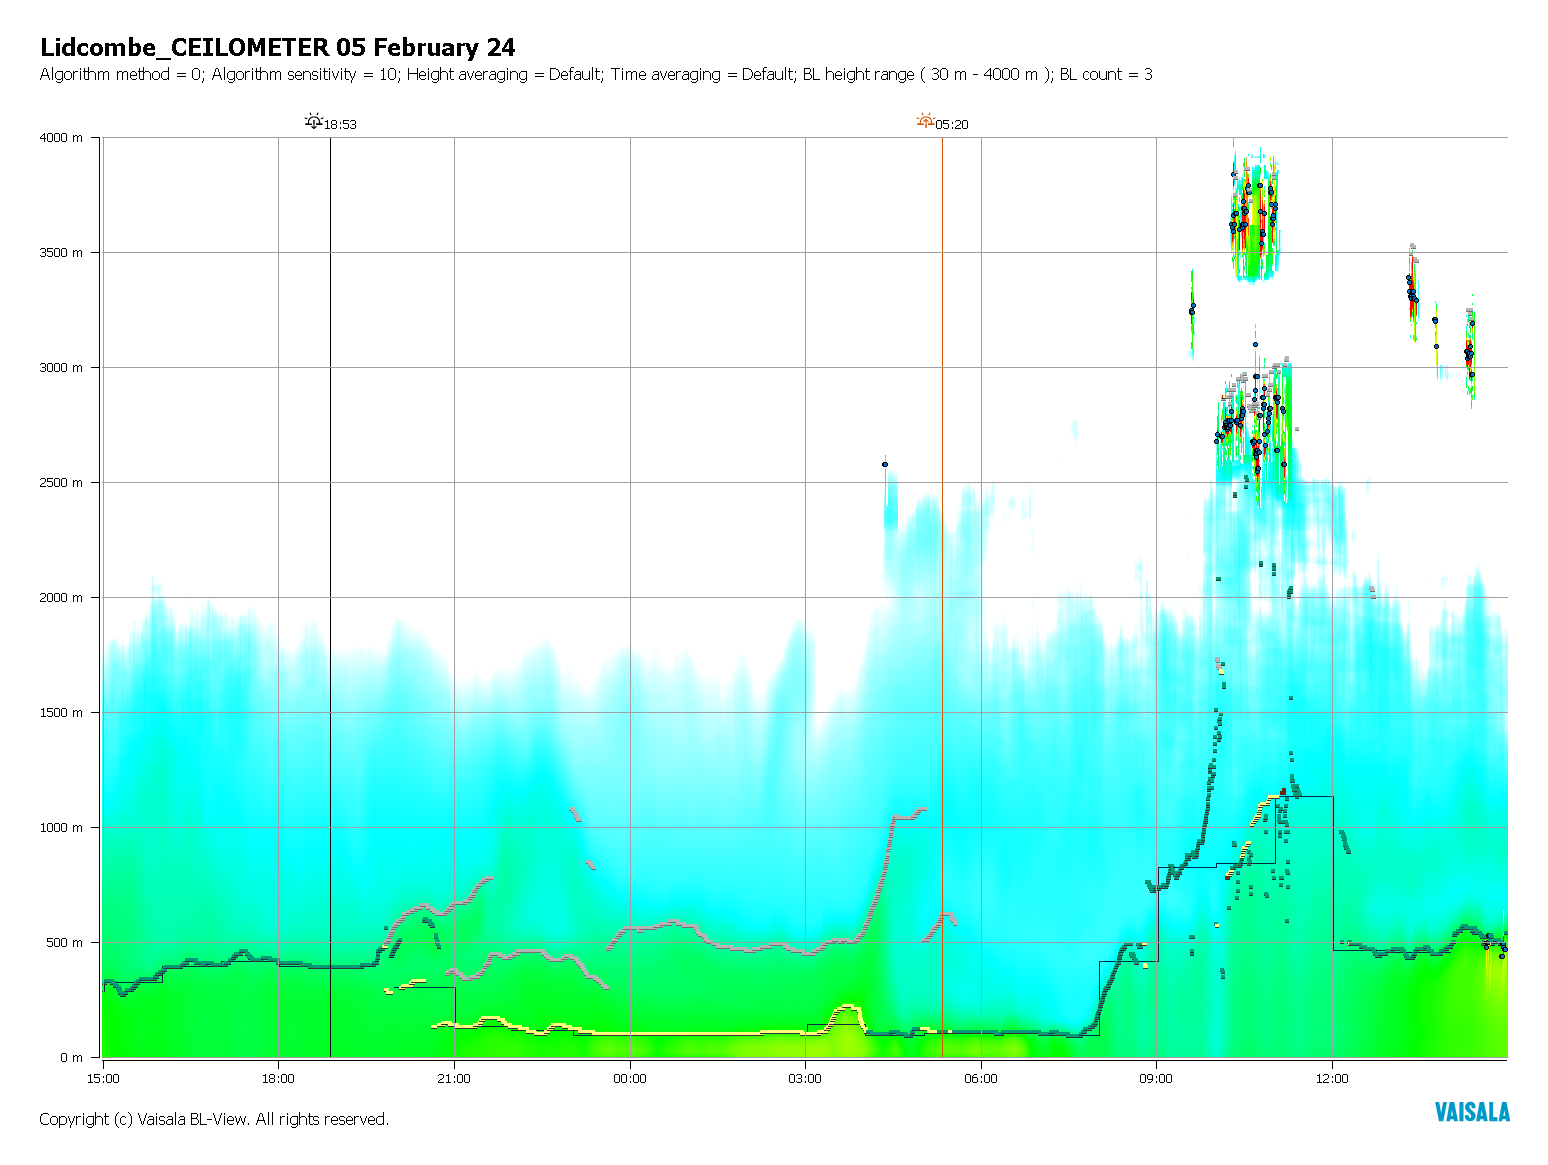 Lidcombe_CEILOMETER 05 February 24
Algorithm method = 0; Algorithm sensitivity = 10; Height averaging = Default; Time averaging = Default; BL height range ( 30 m - 4000 m ); BL count = 3
18:53
05:20
4000 m
3500 m
3000 m
2500 m
2000 m
1500 m
1000 m
500 m
0 m
15:00
18:00
21:00
00:00
03:00
06:00
09:00
12:00
Copyright (c) Vaisala BL-View. All rights reserved.
VAISALA